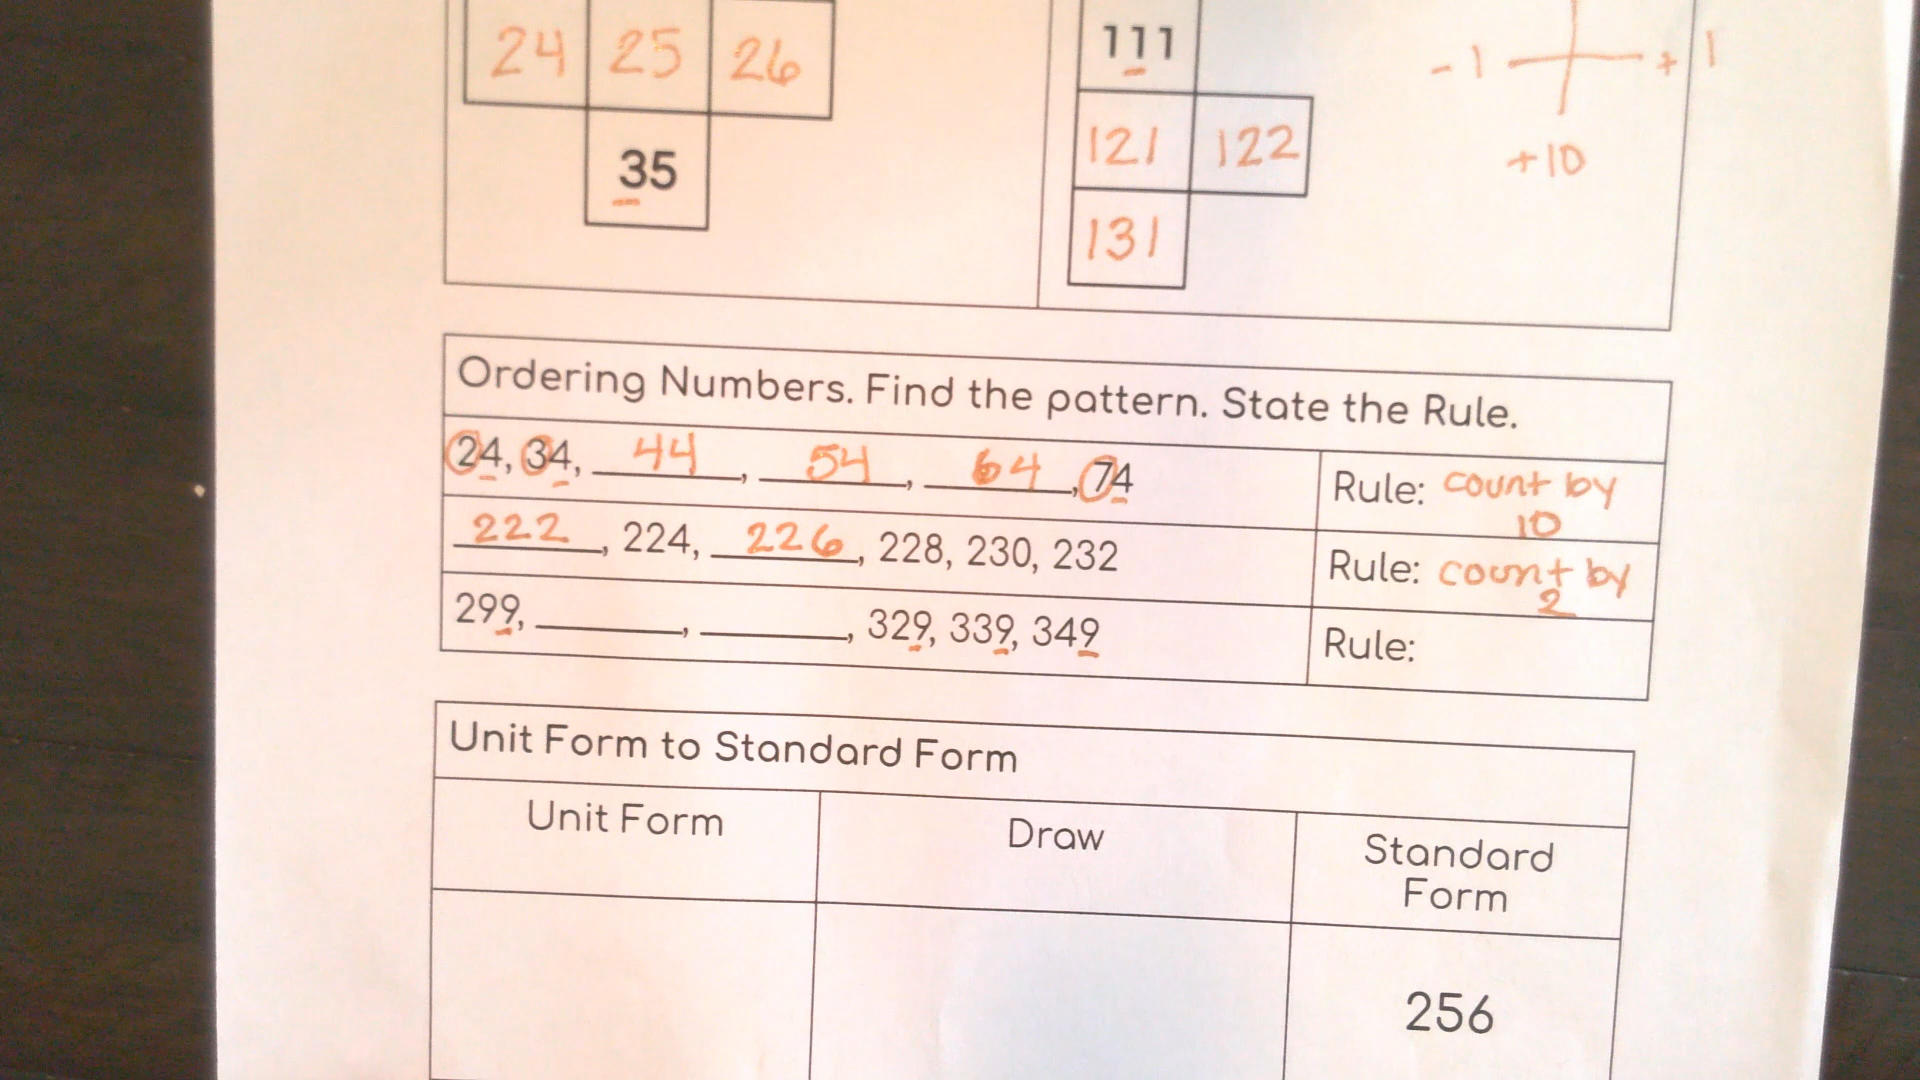 24 25 26
35
111
121 122
131
-1 + 1
+10
Ordering Numbers. Find the pattern. State the Rule.
24, 34, 44, 54, 64, 74
Rule: count by
10
222, 224, 226, 228, 230, 232
Rule: count by
2
299, ______, ______, 329, 339, 349
Rule:
Unit Form to Standard Form
Unit Form
Draw
Standard
Form
256